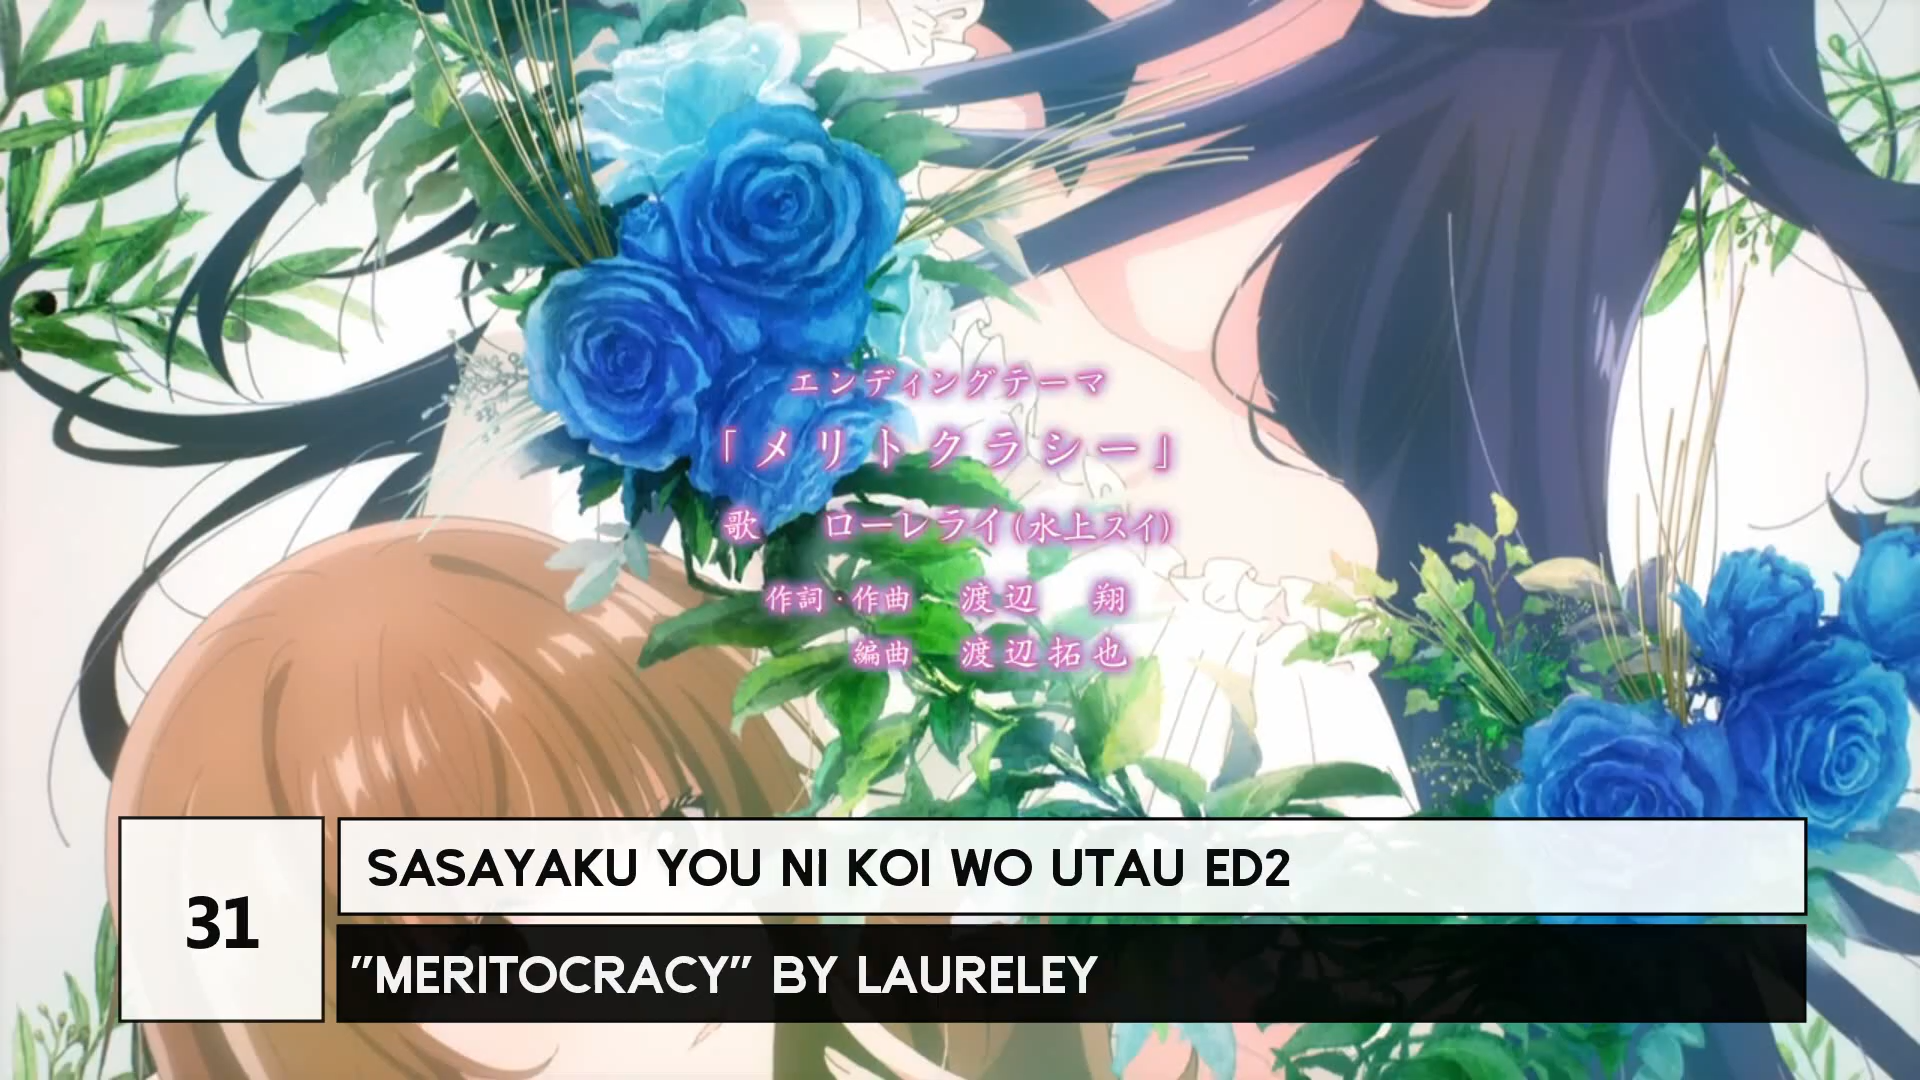 エンディングテーマ
「メリトクラシー」
歌 ローレライ(水上スイ)
作詞・作曲 渡辺 翔
編曲 渡辺拓也
31
SASAYAKU YOU NI KOI WO UTAU ED2
"MERITOCRACY" BY LAURELEY